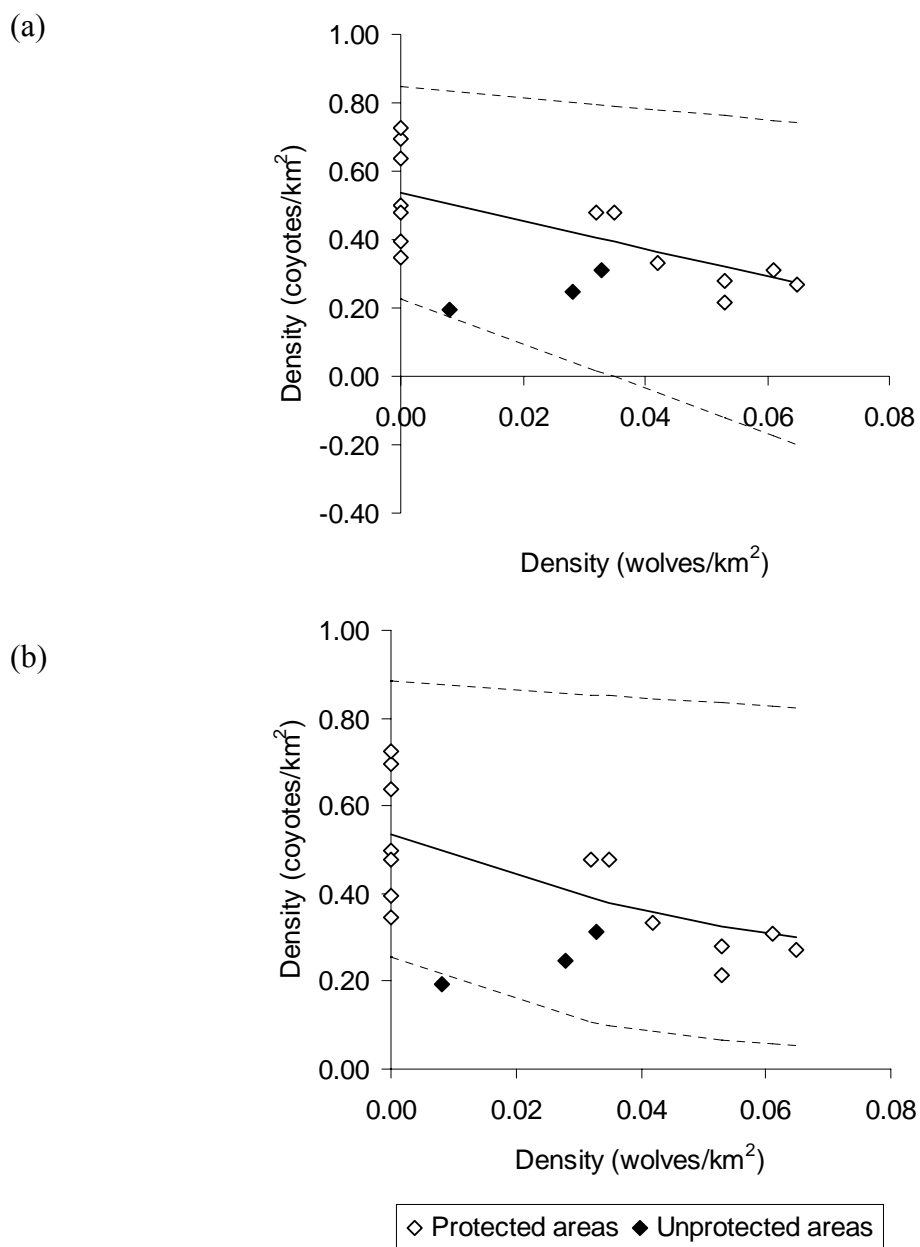 (a)
1.00
0.80
0.60
0.40
0.20
0.00
-0.20
-0.40
Density (coyotes/km²)
0.00 0.02 0.04 0.06 0.08
Density (wolves/km²)
(b)
1.00
0.80
0.60
0.40
0.20
0.00
Density (coyotes/km²)
0.00 0.02 0.04 0.06 0.08
Density (wolves/km²)
Protected areas Unprotected areas